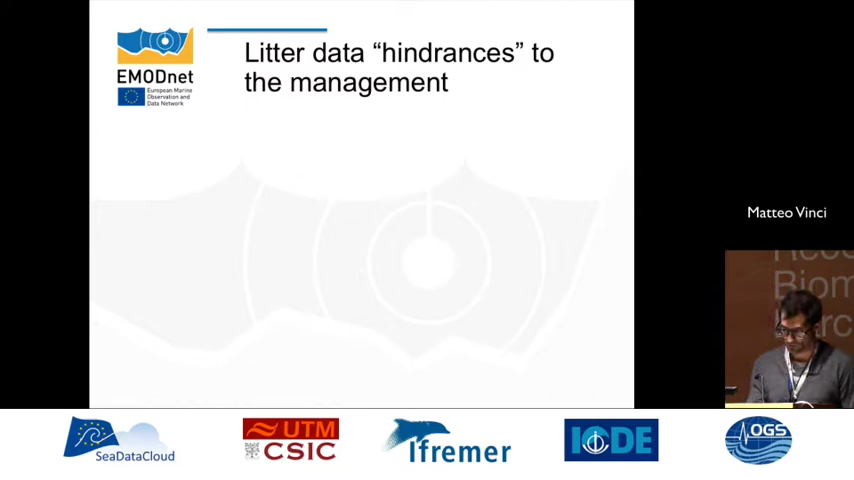 EMODnet
European Marine
Observation and
Data Network
Litter data “hindrances” to
the management
Matteo Vinci
Biom
SeaDataCloud
UTM
CSIC
Ifremer
IODE
OGS